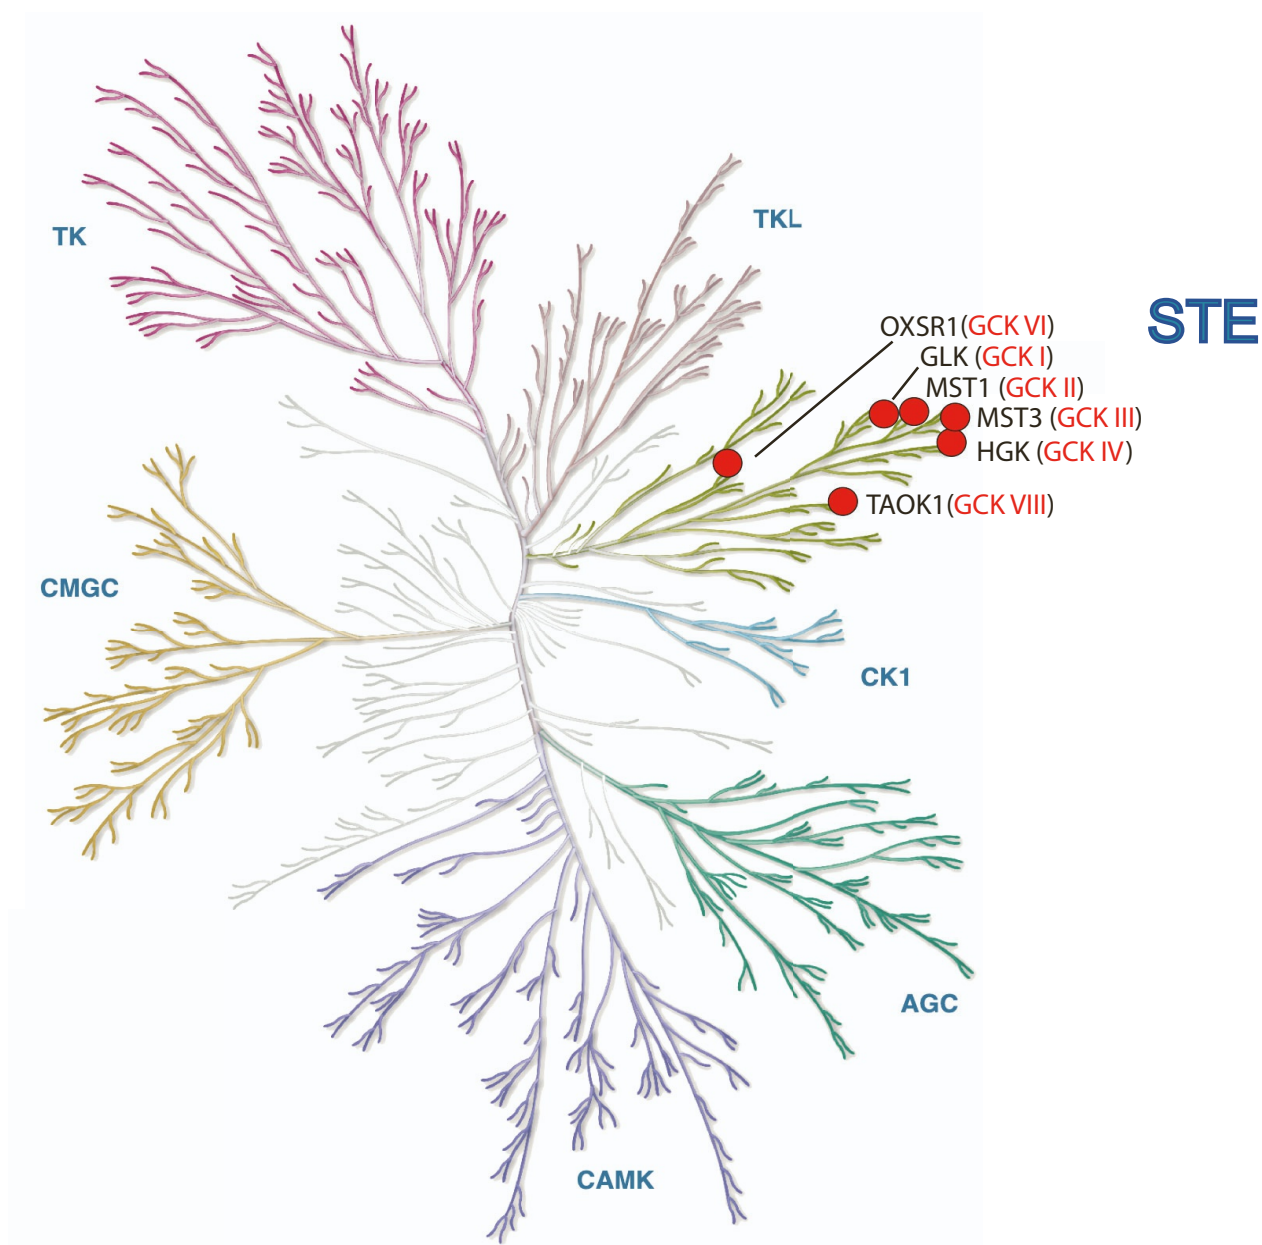 TK
TKL
STE
OXSR1(GCK VI)
GLK (GCK I)
MST1 (GCK II)
MST3 (GCK III)
HGK (GCK IV)
TAOK1(GCK VIII)
CMGC
CK1
AGC
CAMK